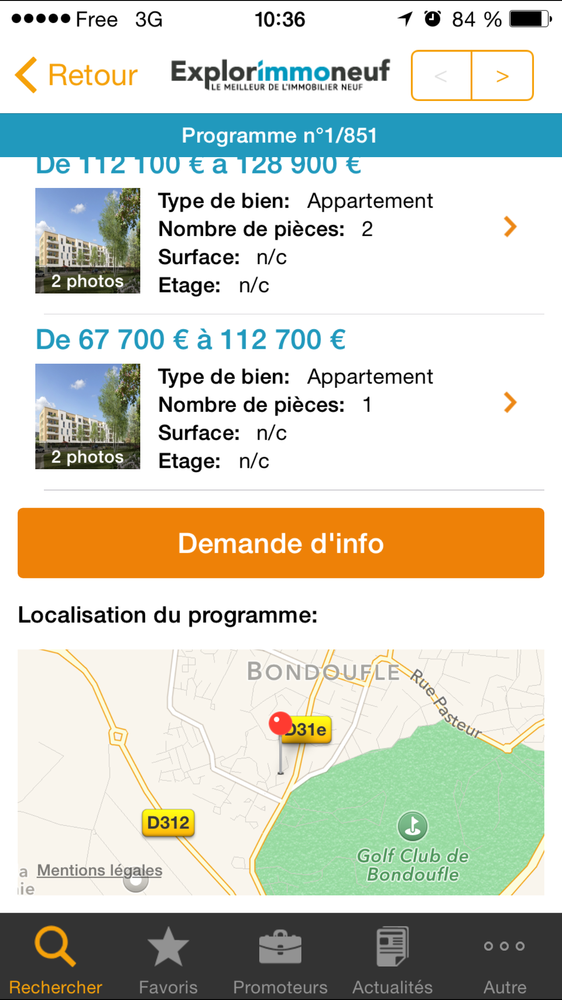 Free 3G 10:36 84 %
Retour Explorimmoneuf < >
LE MEILLEUR DE L'IMMOBILIER NEUF
Programme n°1/851
De 112 100 € à 128 900 €
Type de bien: Appartement
Nombre de pièces: 2
Surface: n/c
Etage: n/c
2 photos
De 67 700 € à 112 700 €
Type de bien: Appartement
Nombre de pièces: 1
Surface: n/c
Etage: n/c
2 photos
Demande d'info
Localisation du programme:
BONDOUFLE
Rue Pasteur
D31e
D312
Golf Club de
Bondoufle
a Mentions légales
ie
Rechercher Favoris Promoteurs Actualités Autre